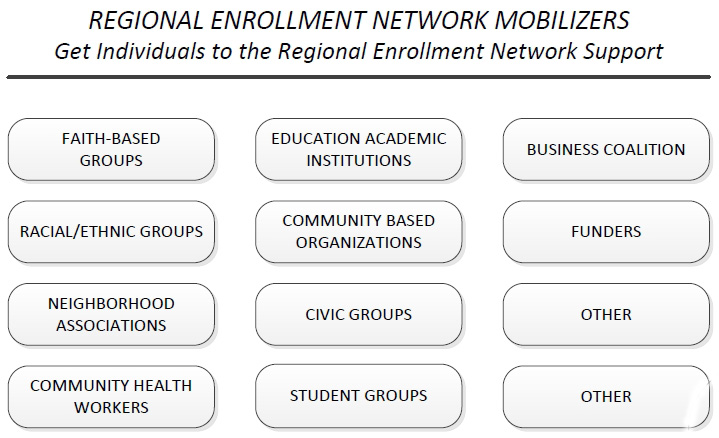 REGIONAL ENROLLMENT NETWORK MOBILIZERS
Get Individuals to the Regional Enrollment Network Support
FAITH-BASED
GROUPS
EDUCATION ACADEMIC
INSTITUTIONS
BUSINESS COALITION
RACIAL/ETHNIC GROUPS
COMMUNITY BASED
ORGANIZATIONS
FUNDERS
NEIGHBORHOOD
ASSOCIATIONS
CIVIC GROUPS
OTHER
COMMUNITY HEALTH
WORKERS
STUDENT GROUPS
OTHER